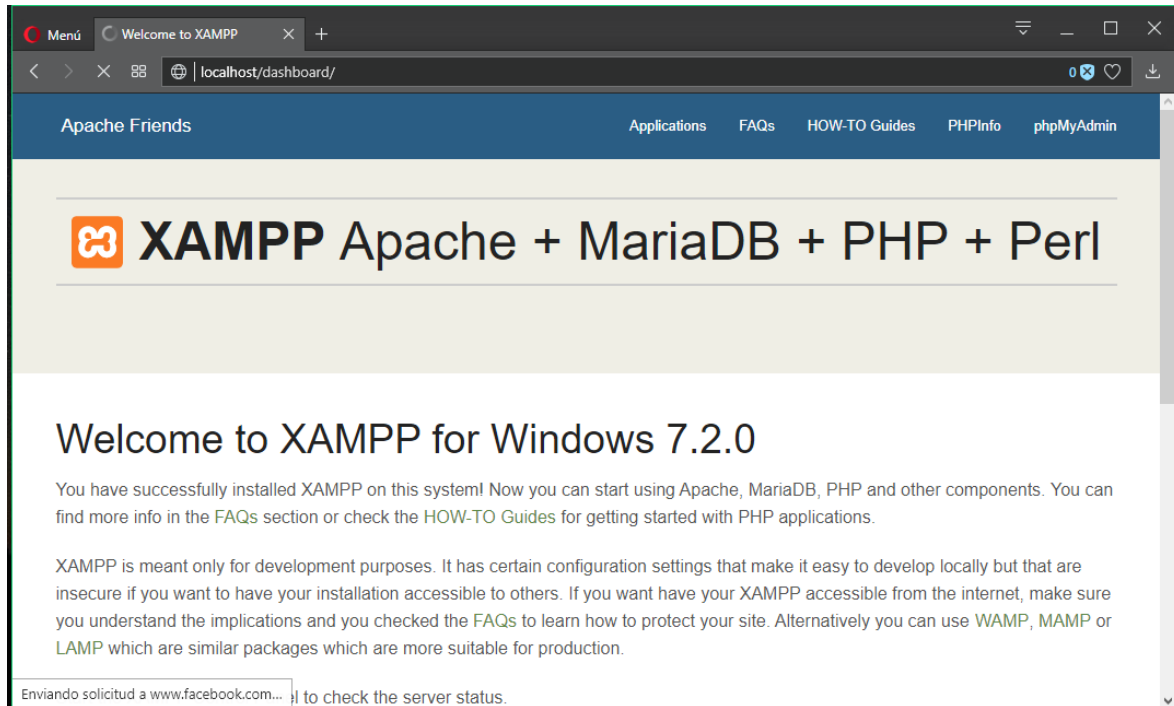 Menú
Welcome to XAMPP
localhost/dashboard/
0
Apache Friends
Applications FAQs HOW-TO Guides PHPInfo phpMyAdmin
XAMPP Apache + MariaDB + PHP + Perl
Welcome to XAMPP for Windows 7.2.0
You have successfully installed XAMPP on this system! Now you can start using Apache, MariaDB, PHP and other components. You can
find more info in the FAQs section or check the HOW-TO Guides for getting started with PHP applications.
XAMPP is meant only for development purposes. It has certain configuration settings that make it easy to develop locally but that are
insecure if you want to have your installation accessible to others. If you want have your XAMPP accessible from the internet, make sure
you understand the implications and you checked the FAQs to learn how to protect your site. Alternatively you can use WAMP, MAMP or
LAMP which are similar packages which are more suitable for production.
Enviando solicitud a www.facebook.com...
to check the server status.